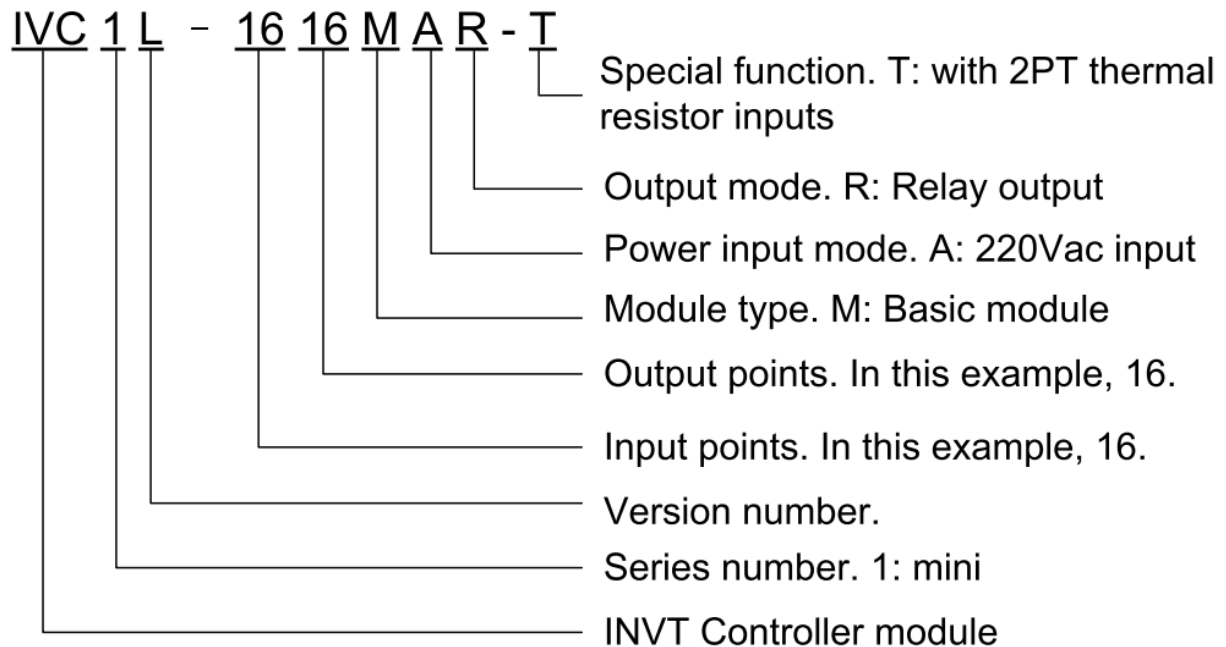 IVC 1 L - 16 16 M A R - T
Special function. T: with 2PT thermal
resistor inputs
Output mode. R: Relay output
Power input mode. A: 220Vac input
Module type. M: Basic module
Output points. In this example, 16.
Input points. In this example, 16.
Version number.
Series number. 1: mini
INVT Controller module